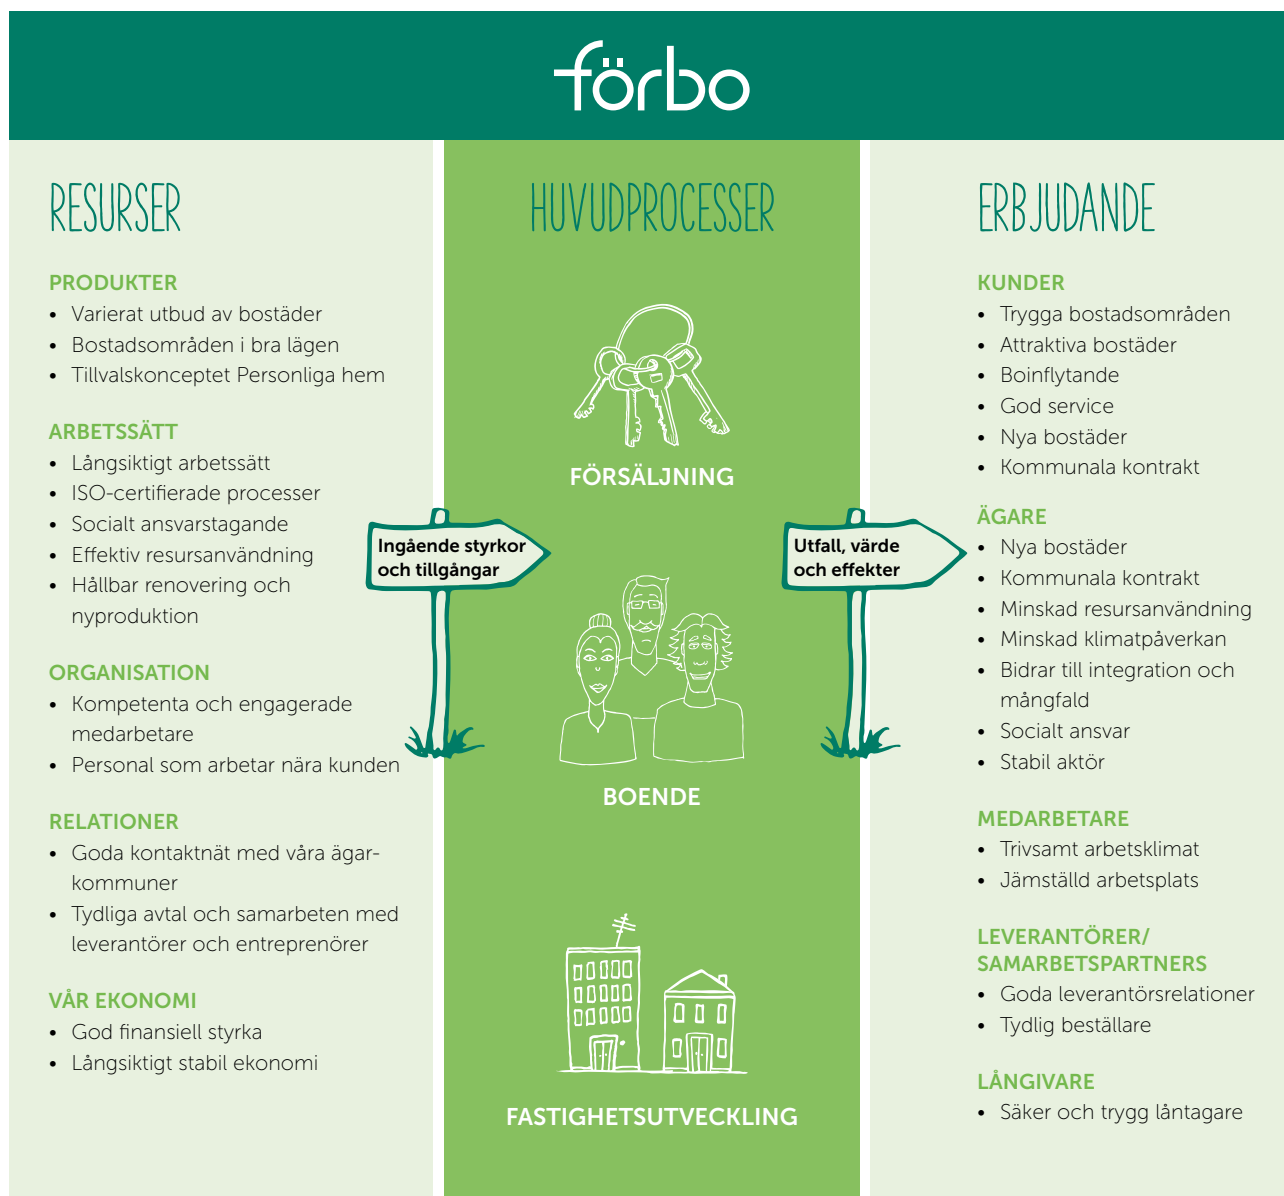 förbo
RESURSER
PRODUKTER
• Varierat utbud av bostäder
• Bostadsområden i bra lägen
• Tillvalskonceptet Personliga hem
ARBETSSÄTT
• Långsiktigt arbetssätt
• ISO-certifierade processer
• Socialt ansvarstagande
• Effektiv resursanvändning
• Hållbar renovering och
nyproduktion
ORGANISATION
• Kompetenta och engagerade
medarbetare
• Personal som arbetar nära kunden
RELATIONER
• Goda kontaktnät med våra ägar-
kommuner
• Tydliga avtal och samarbeten med
leverantörer och entreprenörer
VÅR EKONOMI
• God finansiell styrka
• Långsiktigt stabil ekonomi
Ingående styrkor
och tillgångar
HUVUDPROCESSER
FÖRSÄLJNING
BOENDE
FASTIGHETSUTVECKLING
Utfall, värde
och effekter
ERBJUDANDE
KUNDER
• Trygga bostadsområden
• Attraktiva bostäder
• Boinflytande
• God service
• Nya bostäder
• Kommunala kontrakt
ÄGARE
• Nya bostäder
• Kommunala kontrakt
• Minskad resursanvändning
• Minskad klimatpåverkan
• Bidrar till integration och
mångfald
• Socialt ansvar
• Stabil aktör
MEDARBETARE
• Trivsamt arbetsklimat
• Jämställd arbetsplats
LEVERANTÖRER/
SAMARBETSPARTNERS
• Goda leverantörsrelationer
• Tydlig beställare
LÅNGIVARE
• Säker och trygg låntagare